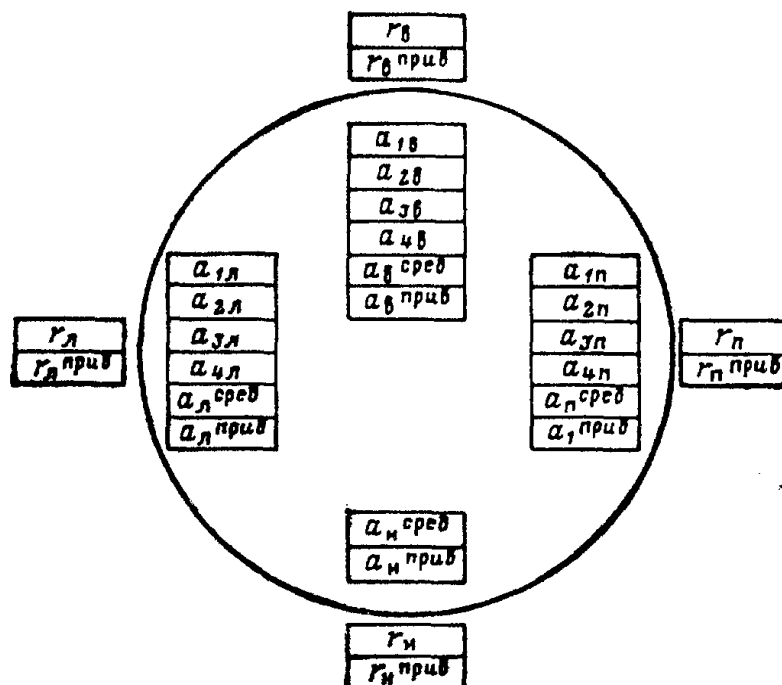 rв
rв прив
a1в
a2в
a3в
a4в
aв сред
aв прив
a1л
a2л
a3л
a4л
aл сред
aл прив
rл
rл прив
a1п
a2п
a3п
a4п
aп сред
a1 прив
rп
rп прив
aн сред
aн прив
rн
rн прив